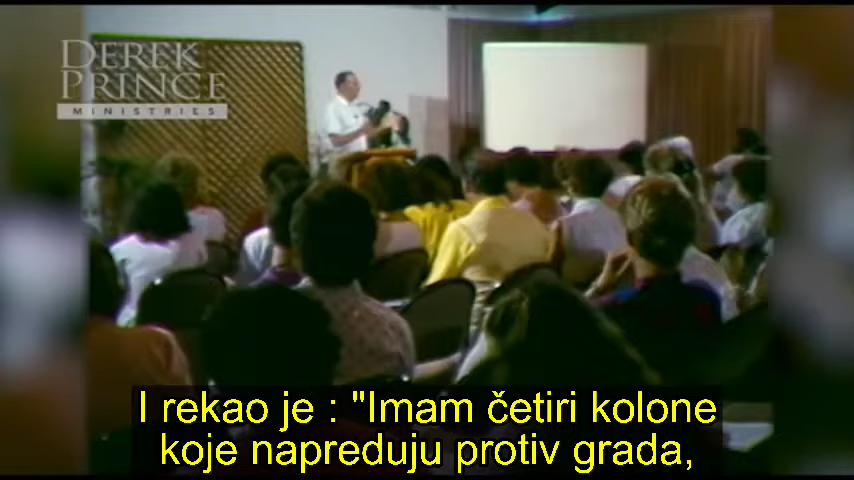 DEREK
PRINCE
MINISTRIES
I rekao je : "Imam četiri kolone
koje napreduju protiv grada,